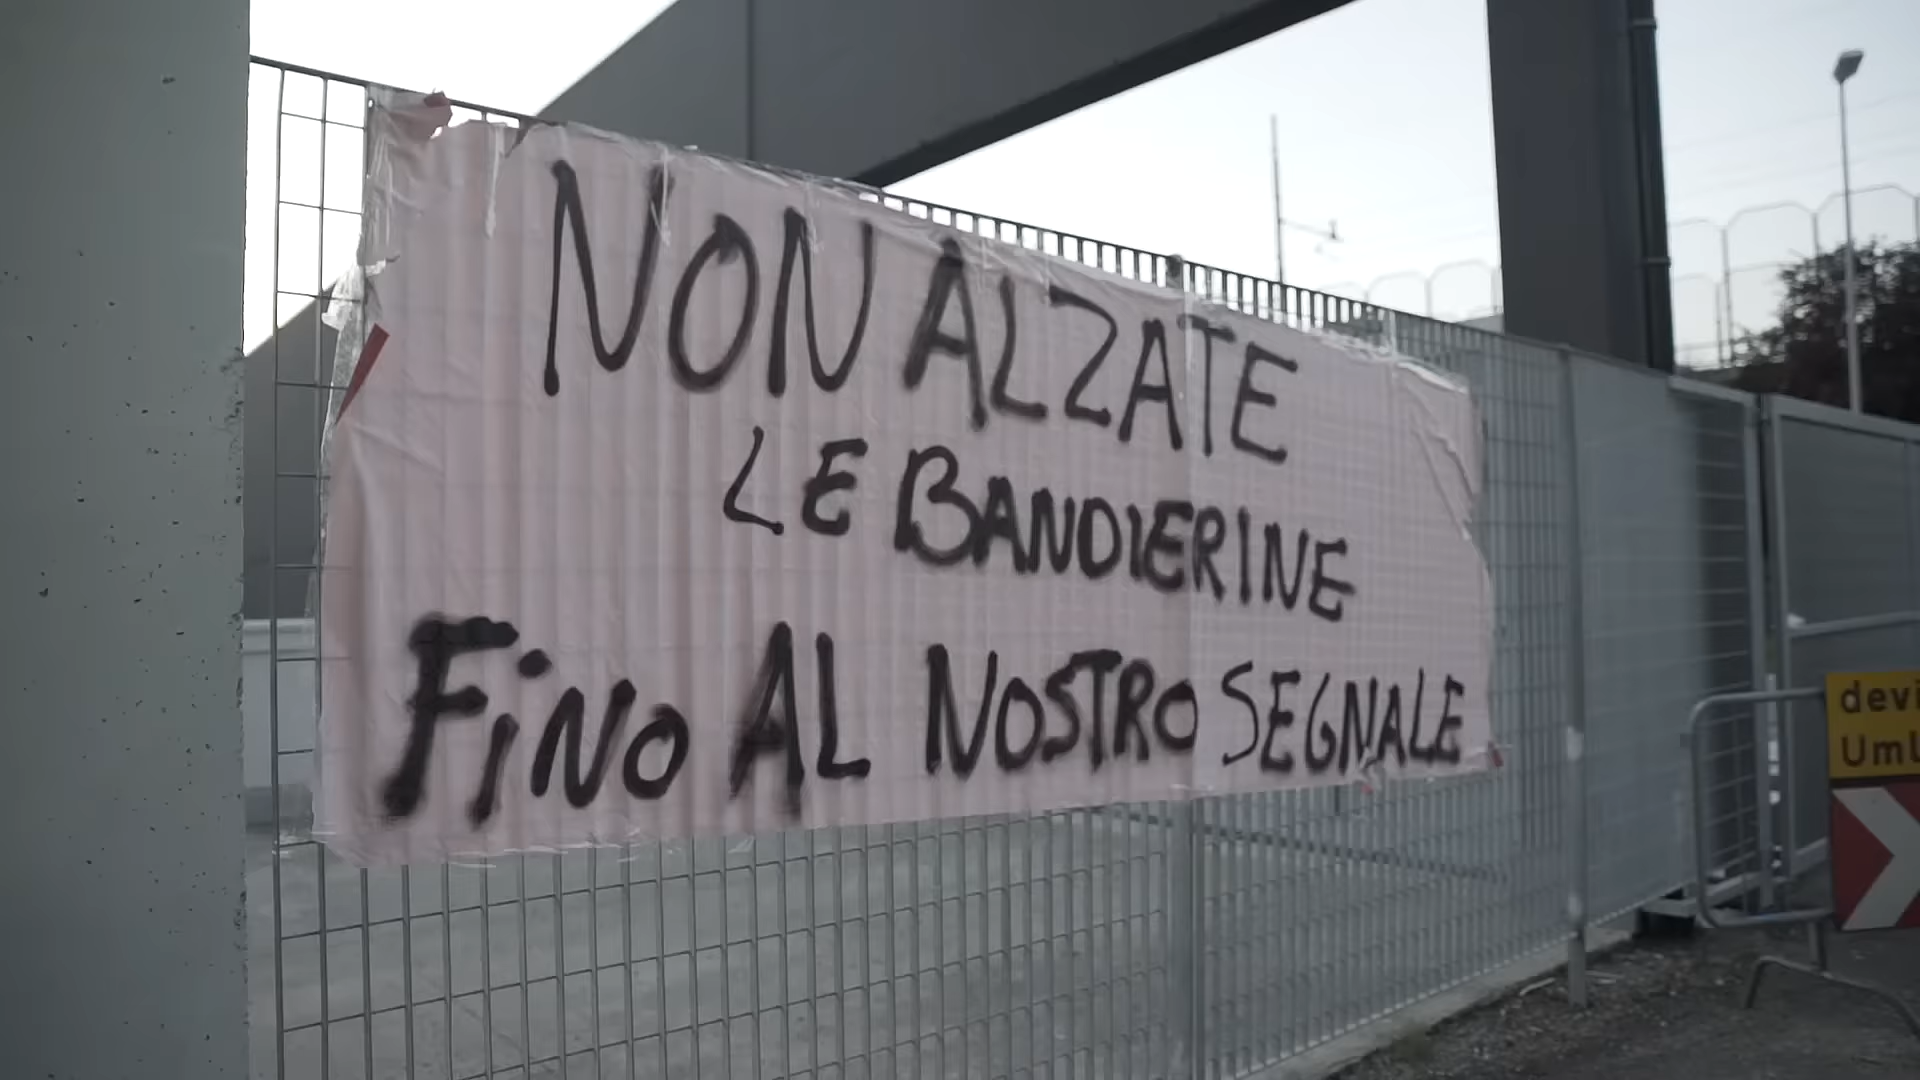 NON ALZATE
LE BANDIERINE
FiNO AL NOSTRO SEGNALE
devi
Uml